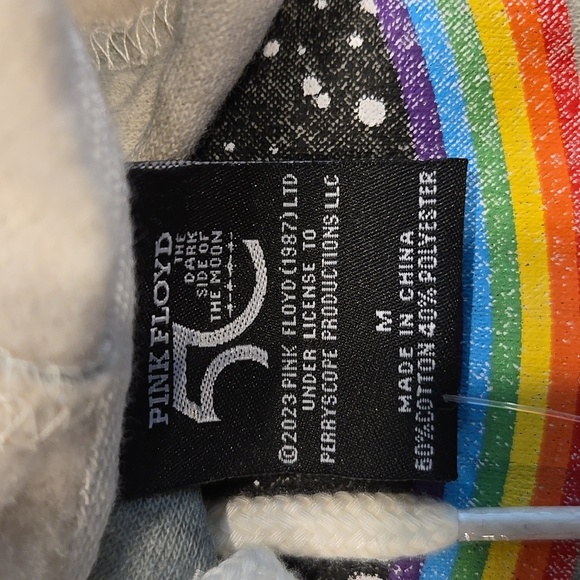 PINK FLOYD
THE
DARK
SIDE OF
THE MOON
50
©2023 PINK FLOYD (1987) LTD
UNDER LICENSE TO
PERRYSCOPE PRODUCTIONS LLC
M
MADE IN CHINA
60% COTTON 40% POLYESTER